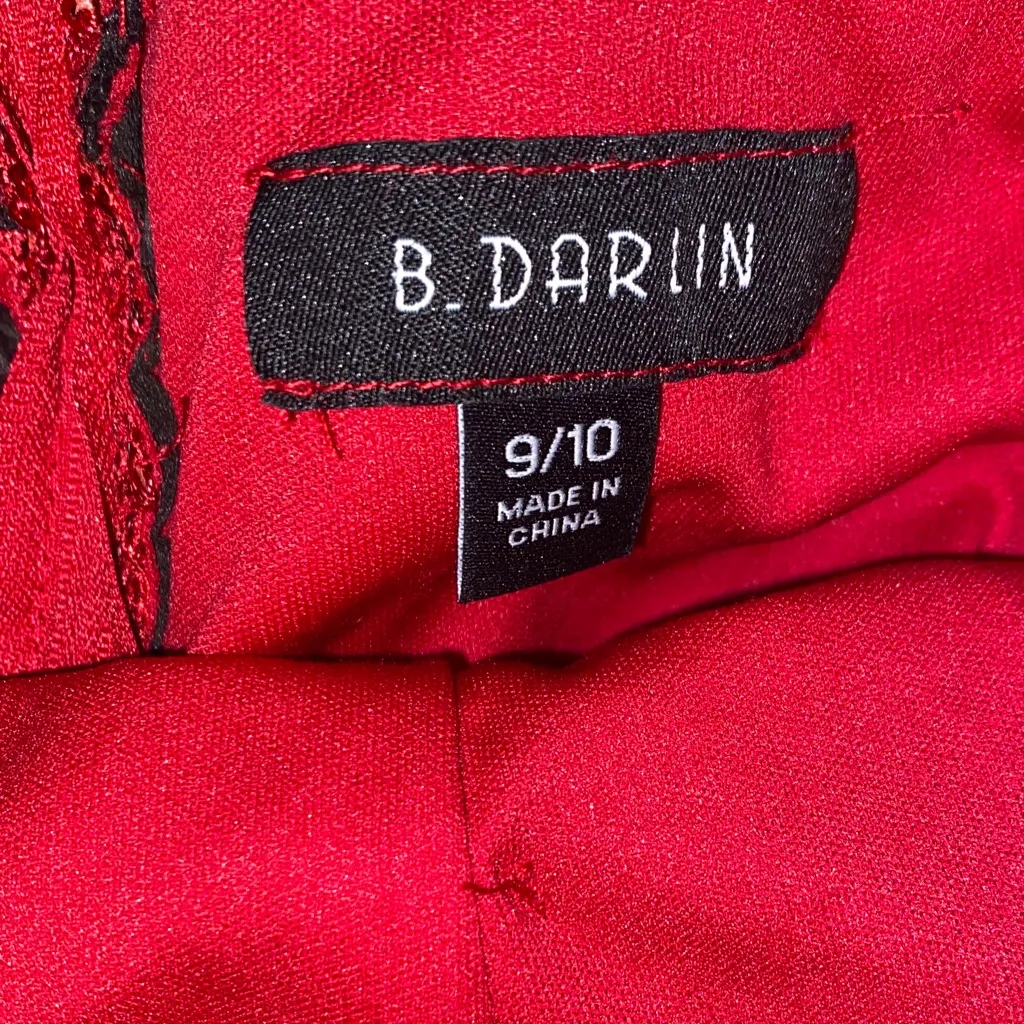 B. DARLIN
9/10
MADE IN
CHINA